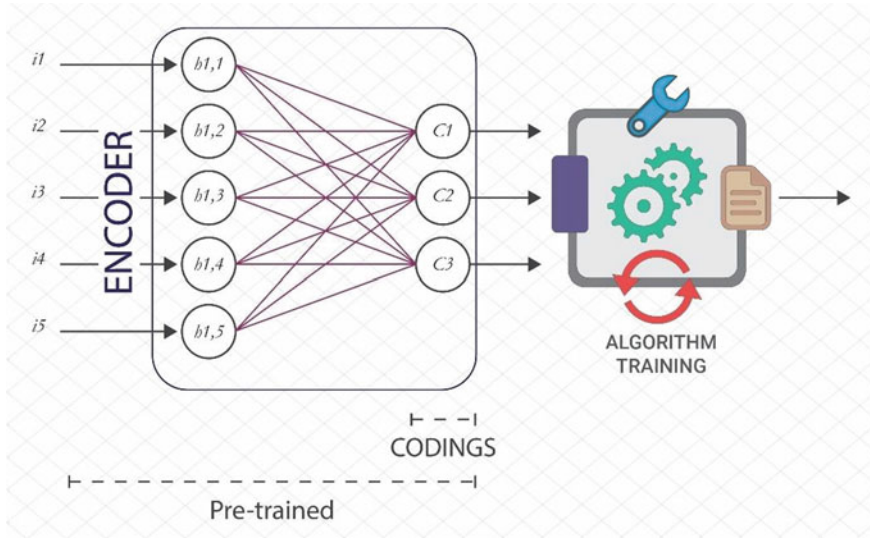 i1
h1,1
i2
h1,2
C1
i3
h1,3
C2
i4
h1,4
C3
i5
h1,5
ENCODER
ALGORITHM
TRAINING
CODINGS
Pre-trained